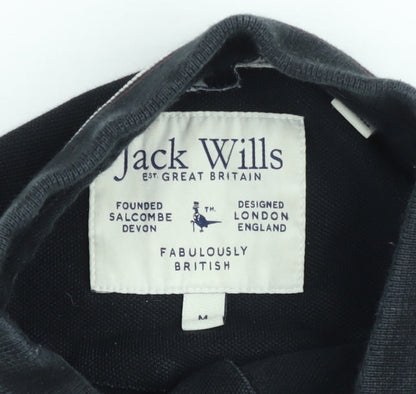 Jack Wills
EST. GREAT BRITAIN
FOUNDED
SALCOMBE
DEVON
TM.
DESIGNED
LONDON
ENGLAND
FABULOUSLY
BRITISH
M